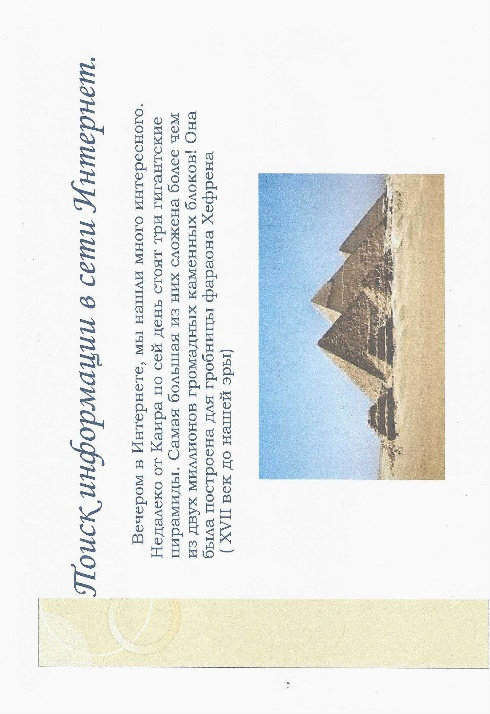 Поиск информации в сети Интернет.
Вечером в Интернете, мы нашли много интересного.
Недалеко от Каира по сей день стоят три гигантские
пирамиды. Самая большая из них сложена более чем
из двух миллионов громадных каменных блоков! Она
была построена для гробницы фараона Хефрена
( XVII век до нашей эры)